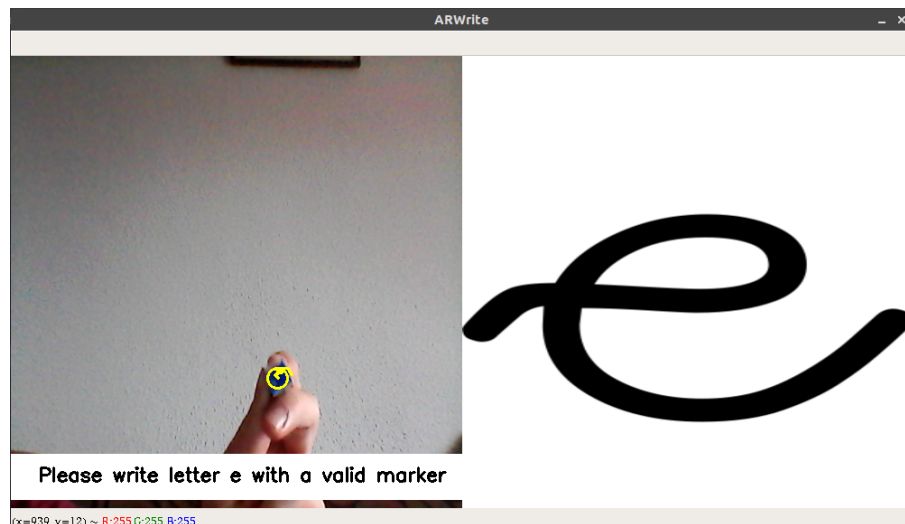 ARWrite
e
Please write letter e with a valid marker
(x=939, y=12) ~ R:255 G:255 B:255